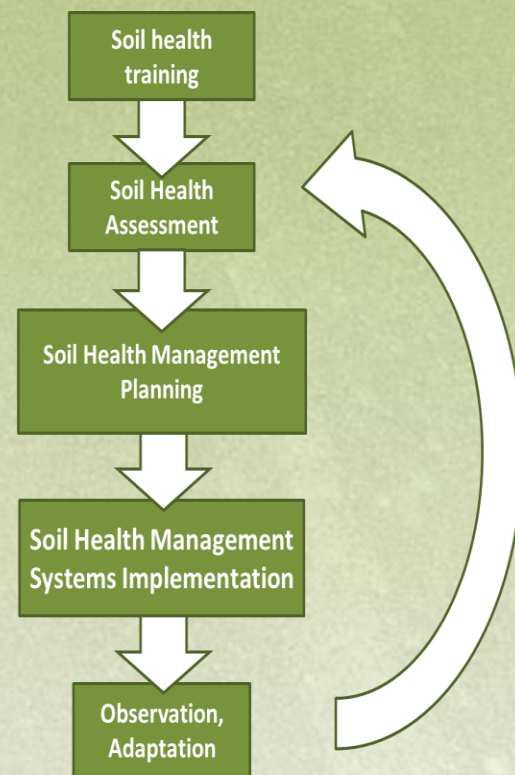 Soil health
training
Soil Health
Assessment
Soil Health Management
Planning
Soil Health Management
Systems Implementation
Observation,
Adaptation